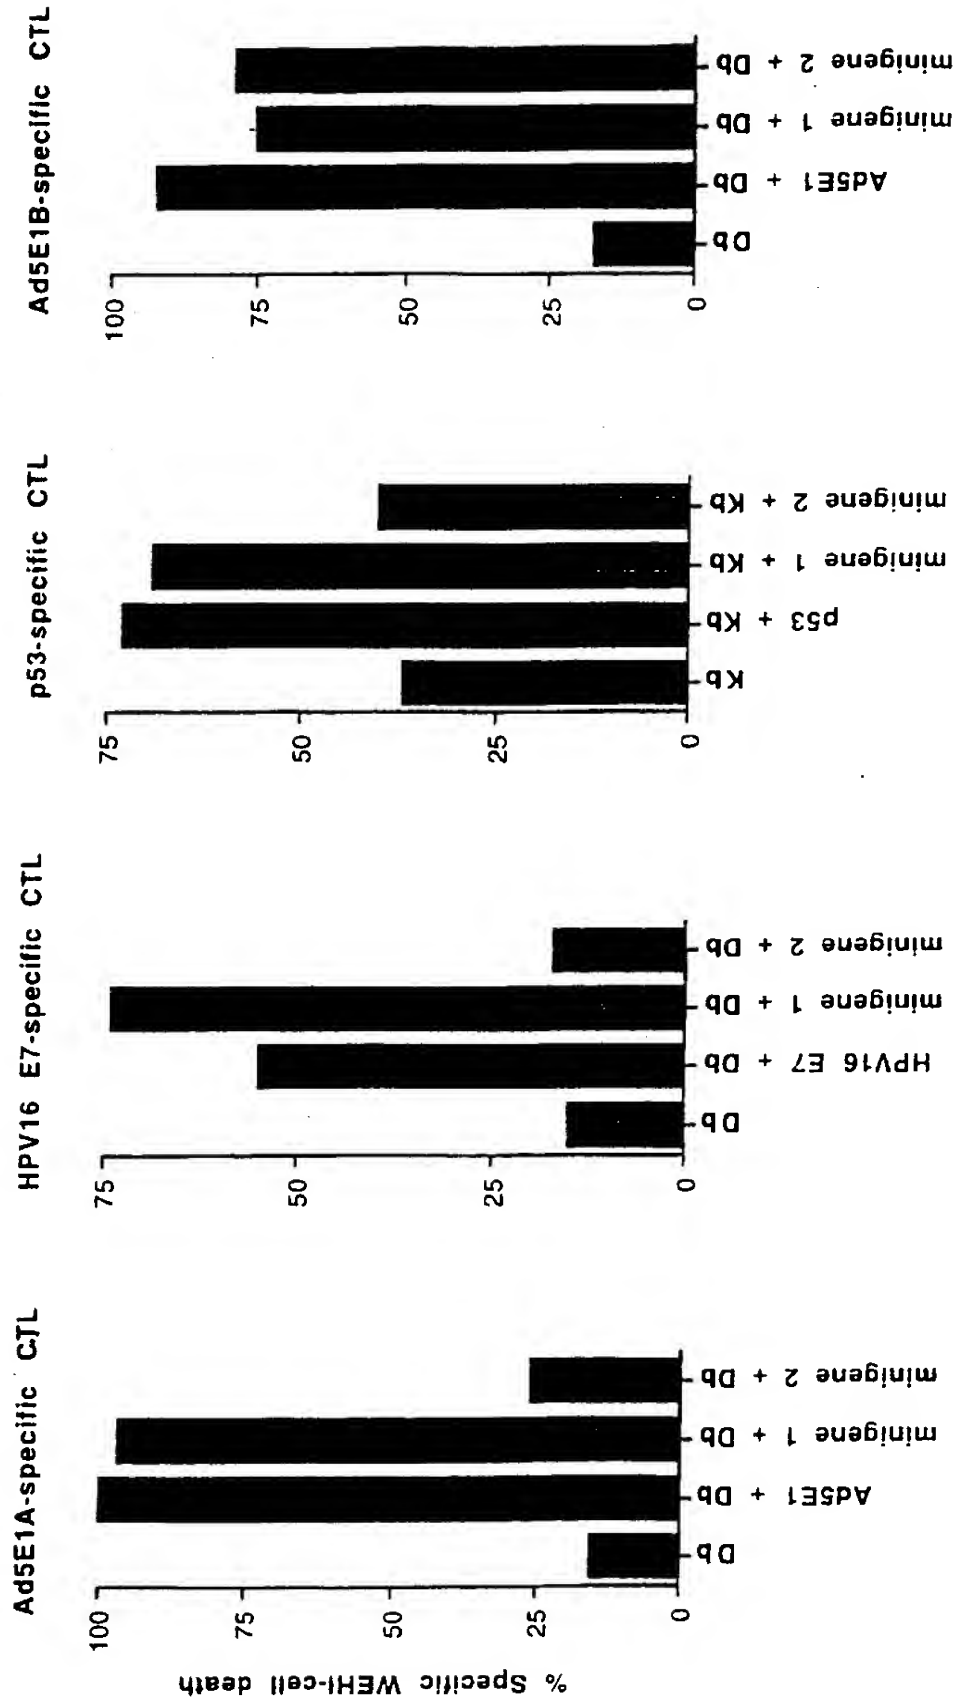 % Specific WEHI-cell death
Ad5E1A-specific CTL
100
75
50
25
0
Db
Ad5E1 + Db
minigene 1 + Db
minigene 2 + Db
HPV16 E7-specific CTL
75
50
25
0
Db
HPV16 E7 + Db
minigene 1 + Db
minigene 2 + Db
p53-specific CTL
75
50
25
0
Kb
p53 + Kb
minigene 1 + Kb
minigene 2 + Kb
Ad5E1B-specific CTL
100
75
50
25
0
Db
Ad5E1 + Db
minigene 1 + Db
minigene 2 + Db